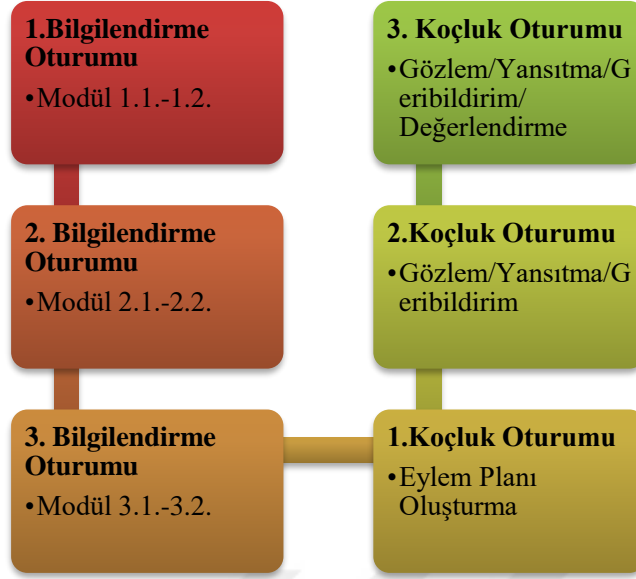 1.Bilgilendirme
Oturumu
•Modül 1.1.-1.2.
2. Bilgilendirme
Oturumu
•Modül 2.1.-2.2.
3. Bilgilendirme
Oturumu
•Modül 3.1.-3.2.
1.Koçluk Oturumu
•Eylem Planı
Oluşturma
2.Koçluk Oturumu
•Gözlem/Yansıtma/G
eribildirim
3. Koçluk Oturumu
•Gözlem/Yansıtma/G
eribildirim/
Değerlendirme